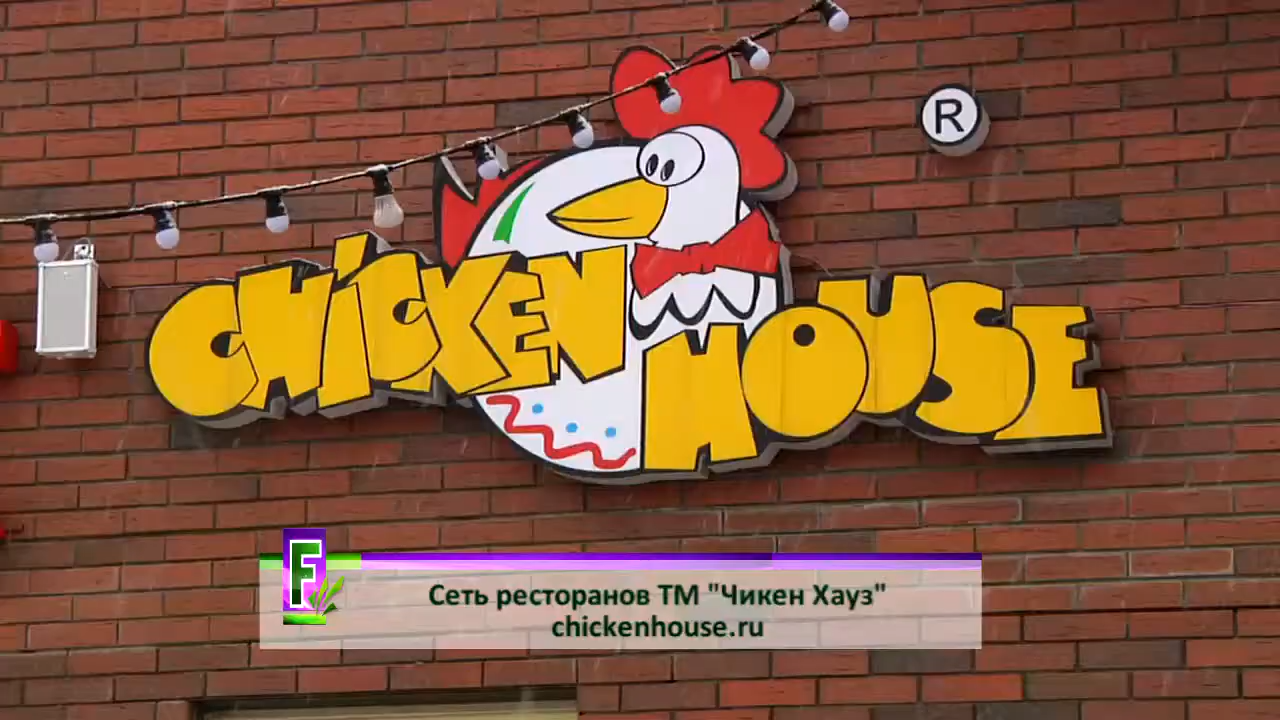 ®
CHICKEN
HOUSE
F
Сеть ресторанов ТМ "Чикен Хауз"
chickenhouse.ru